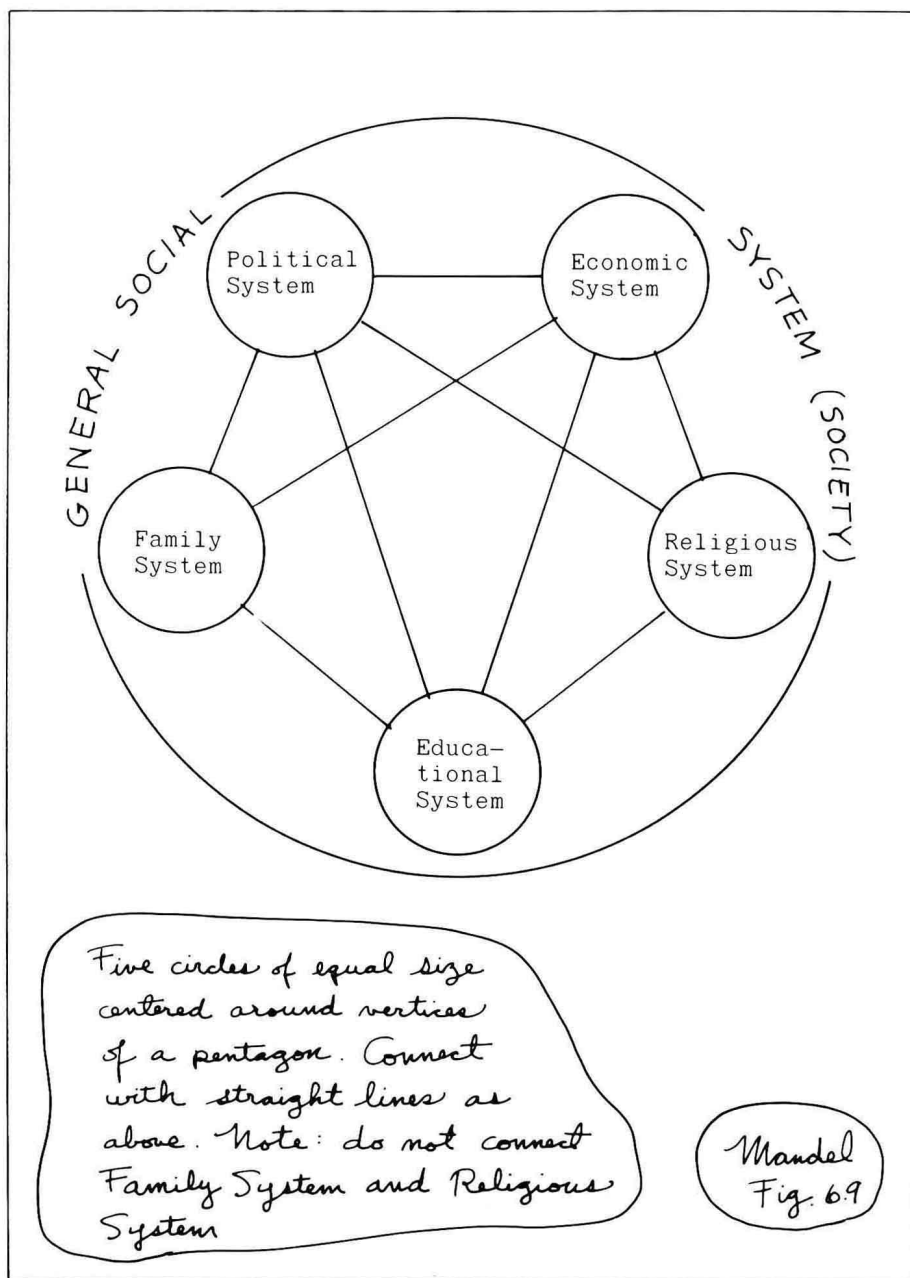 GENERAL SOCIAL
SYSTEM (SOCIETY)
Political
System
Economic
System
Family
System
Religious
System
Educa-
tional
System
Five circles of equal size
centered around vertices
of a pentagon. Connect
with straight lines as
above. Note: do not connect
Family System and Religious
System
Mandel
Fig. 6.9